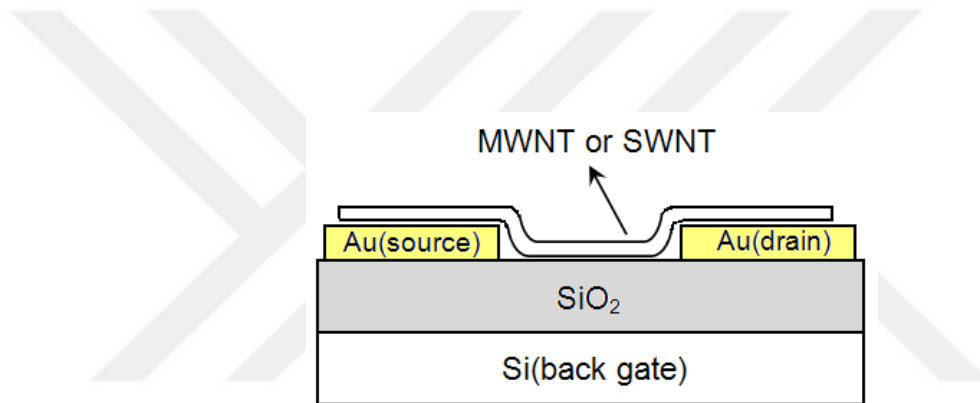 MWNT or SWNT
Au(source) Au(drain)
SiO₂
Si(back gate)